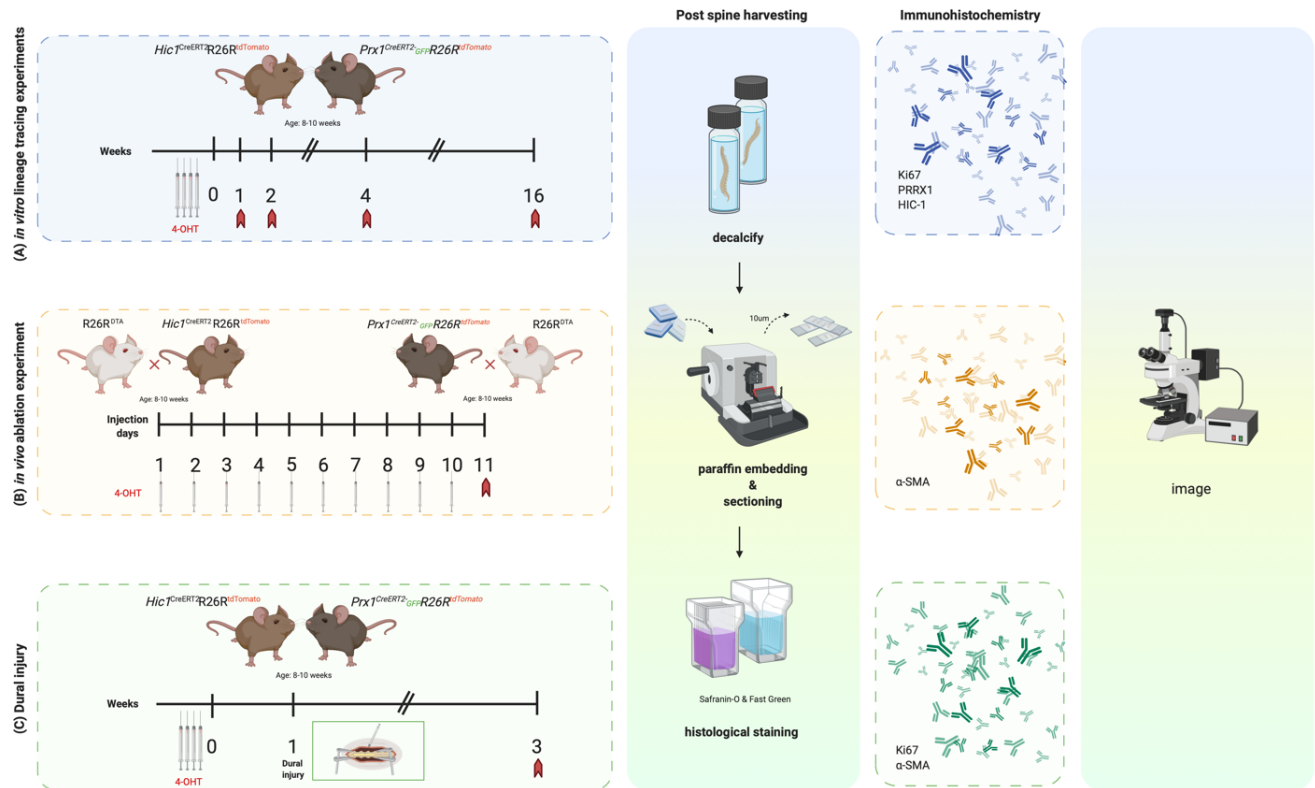 Post spine harvesting
Immunohistochemistry
(A) in vitro lineage tracing experiments
Hic1CreERT2R26RtdTomato
Prx1CreERT2-GFPR26RtdTomato
Age: 8-10 weeks
Weeks
0 1 2 4 16
4-OHT
decalcify
Ki67
PRRX1
HIC-1
(B) in vivo ablation experiment
R26RDTA
Hic1CreERT2R26RtdTomato
Prx1CreERT2-GFPR26RtdTomato
R26RDTA
Age: 8-10 weeks
Age: 8-10 weeks
Injection
days
1 2 3 4 5 6 7 8 9 10 11
4-OHT
10um
paraffin embedding
&
sectioning
α-SMA
image
(C) Dural injury
Hic1CreERT2R26RtdTomato
Prx1CreERT2-GFPR26RtdTomato
Age: 8-10 weeks
Weeks
0 1 3
Dural
injury
4-OHT
Safranin-O & Fast Green
histological staining
Ki67
α-SMA